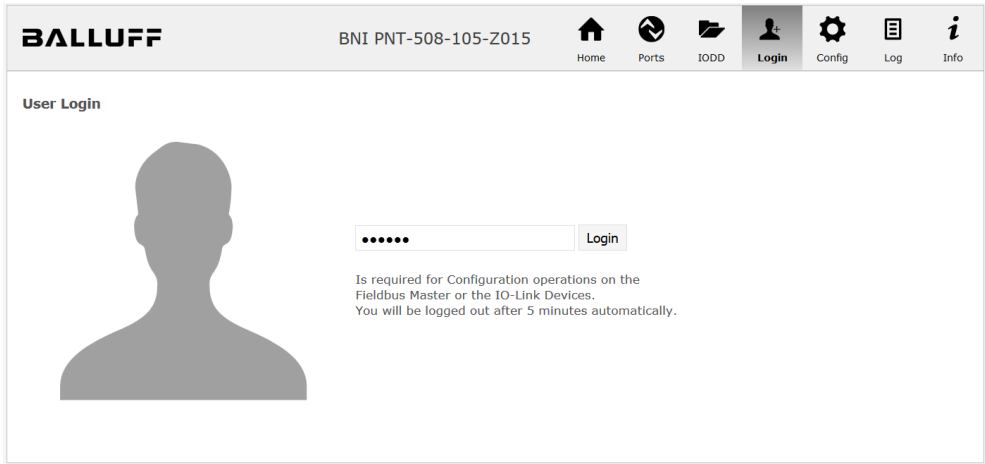 BALLUFF
BNI PNT-508-105-Z015
Home
Ports
IODD
Login
Config
Log
Info
User Login
●●●●●●
Login
Is required for Configuration operations on the
Fieldbus Master or the IO-Link Devices.
You will be logged out after 5 minutes automatically.